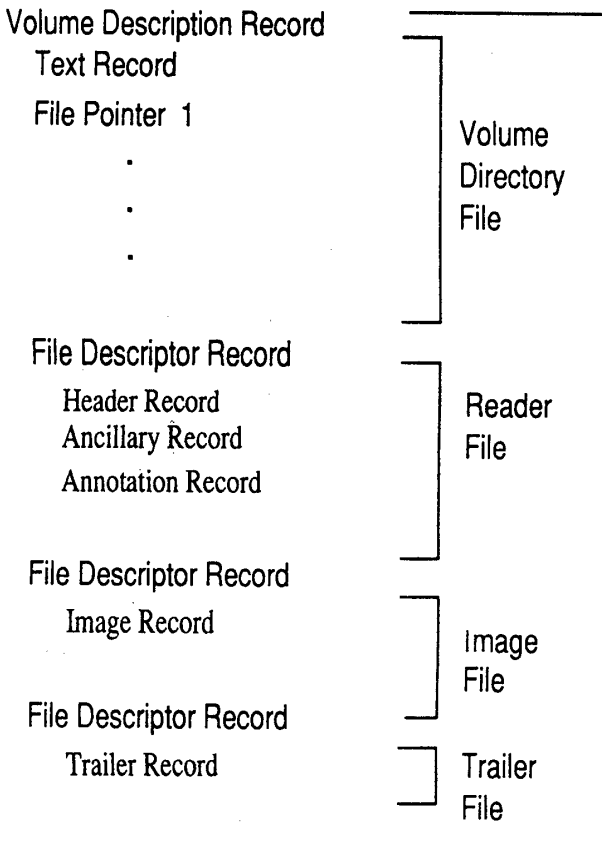 Volume Description Record
Text Record
File Pointer 1
.
.
.
Volume
Directory
File
File Descriptor Record
Header Record
Ancillary Record
Annotation Record
Reader
File
File Descriptor Record
Image Record
Image
File
File Descriptor Record
Trailer Record
Trailer
File